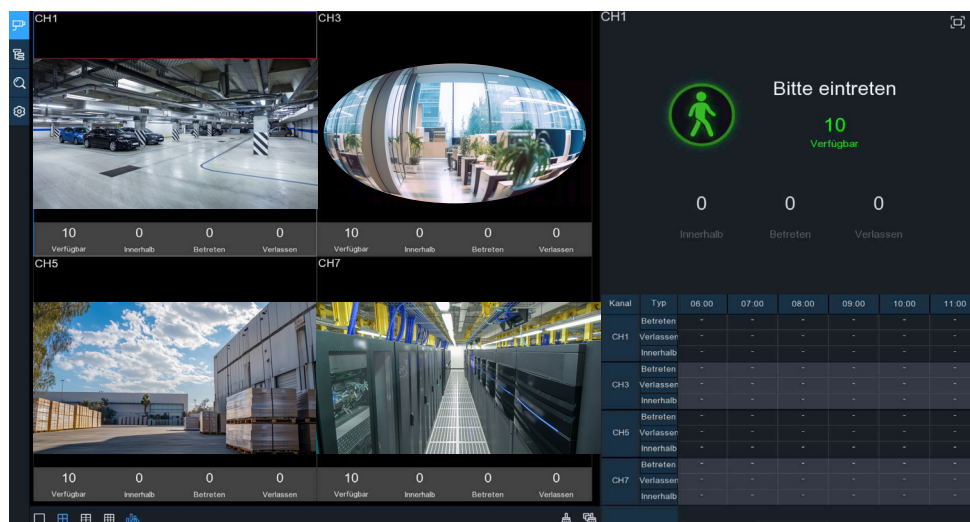 CH1
CH3
10 0 0 0
Verfügbar Innerhalb Betreten Verlassen
10 0 0 0
Verfügbar Innerhalb Betreten Verlassen
CH5
CH7
10 0 0 0
Verfügbar Innerhalb Betreten Verlassen
10 0 0 0
Verfügbar Innerhalb Betreten Verlassen
CH1
Bitte eintreten
10
Verfügbar
0 0 0
Innerhalb Betreten Verlassen
Kanal Typ 06:00 07:00 08:00 09:00 10:00 11:00
Betreten - - - - - -
CH1 Verlassen - - - - - -
Innerhalb - - - - - -
Betreten - - - - - -
CH3 Verlassen - - - - - -
Innerhalb - - - - - -
Betreten - - - - - -
CH5 Verlassen - - - - - -
Innerhalb - - - - - -
Betreten - - - - - -
CH7 Verlassen - - - - - -
Innerhalb - - - - - -